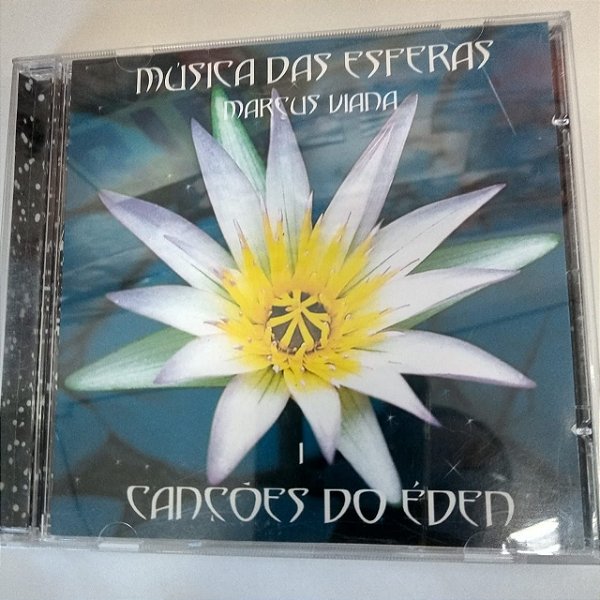 MÚSICA DAS ESFERAS
MARCUS VIANA
I
CANÇÕES DO ÉDEN